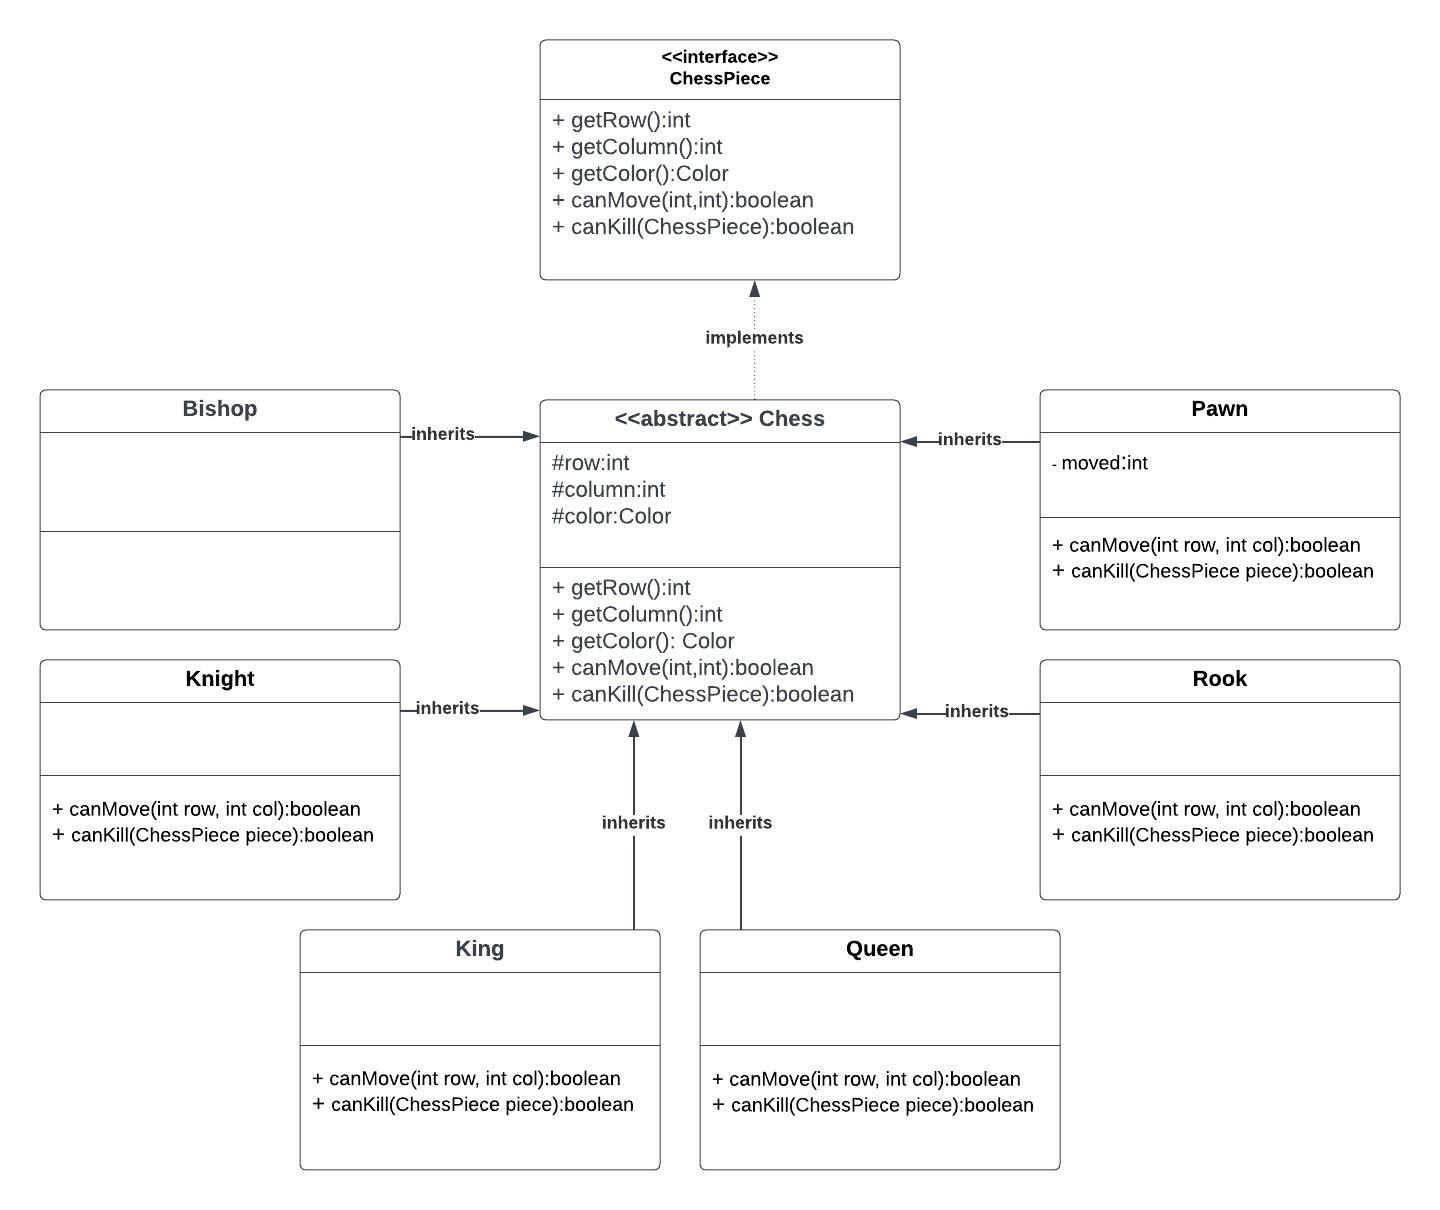 <<interface>>
ChessPiece
+ getRow():int
+ getColumn():int
+ getColor():Color
+ canMove(int,int):boolean
+ canKill(ChessPiece):boolean
implements
Bishop
inherits
<<abstract>> Chess
#row:int
#column:int
#color:Color
+ getRow():int
+ getColumn():int
+ getColor(): Color
+ canMove(int,int):boolean
+ canKill(ChessPiece):boolean
inherits
Pawn
- moved:int
+ canMove(int row, int col):boolean
+ canKill(ChessPiece piece):boolean
Knight
+ canMove(int row, int col):boolean
+ canKill(ChessPiece piece):boolean
inherits
inherits
Rook
+ canMove(int row, int col):boolean
+ canKill(ChessPiece piece):boolean
inherits
inherits
King
+ canMove(int row, int col):boolean
+ canKill(ChessPiece piece):boolean
Queen
+ canMove(int row, int col):boolean
+ canKill(ChessPiece piece):boolean